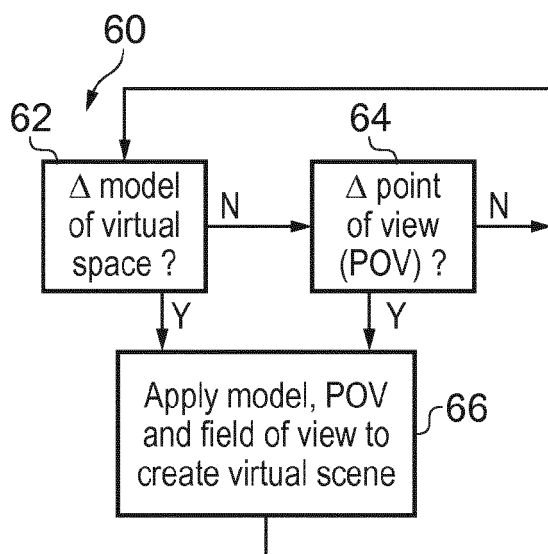 60
62
64
Δ model
of virtual
space ?
N
Δ point
of view
(POV) ?
N
Y
Y
Apply model, POV
and field of view to
create virtual scene
66